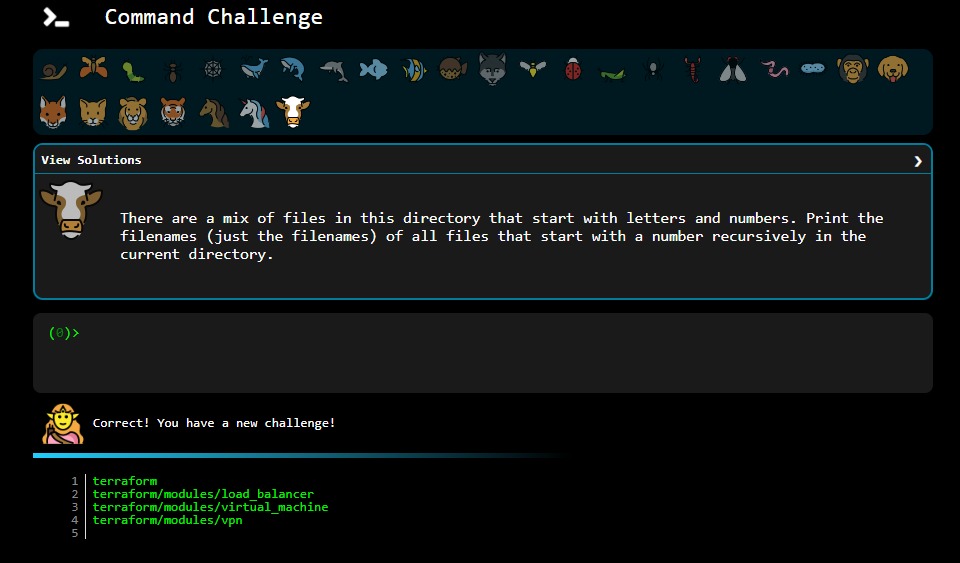 Command Challenge
View Solutions
There are a mix of files in this directory that start with letters and numbers. Print the
filenames (just the filenames) of all files that start with a number recursively in the
current directory.
(0)>
Correct! You have a new challenge!
1 terraform
2 terraform/modules/load_balancer
3 terraform/modules/virtual_machine
4 terraform/modules/vpn
5